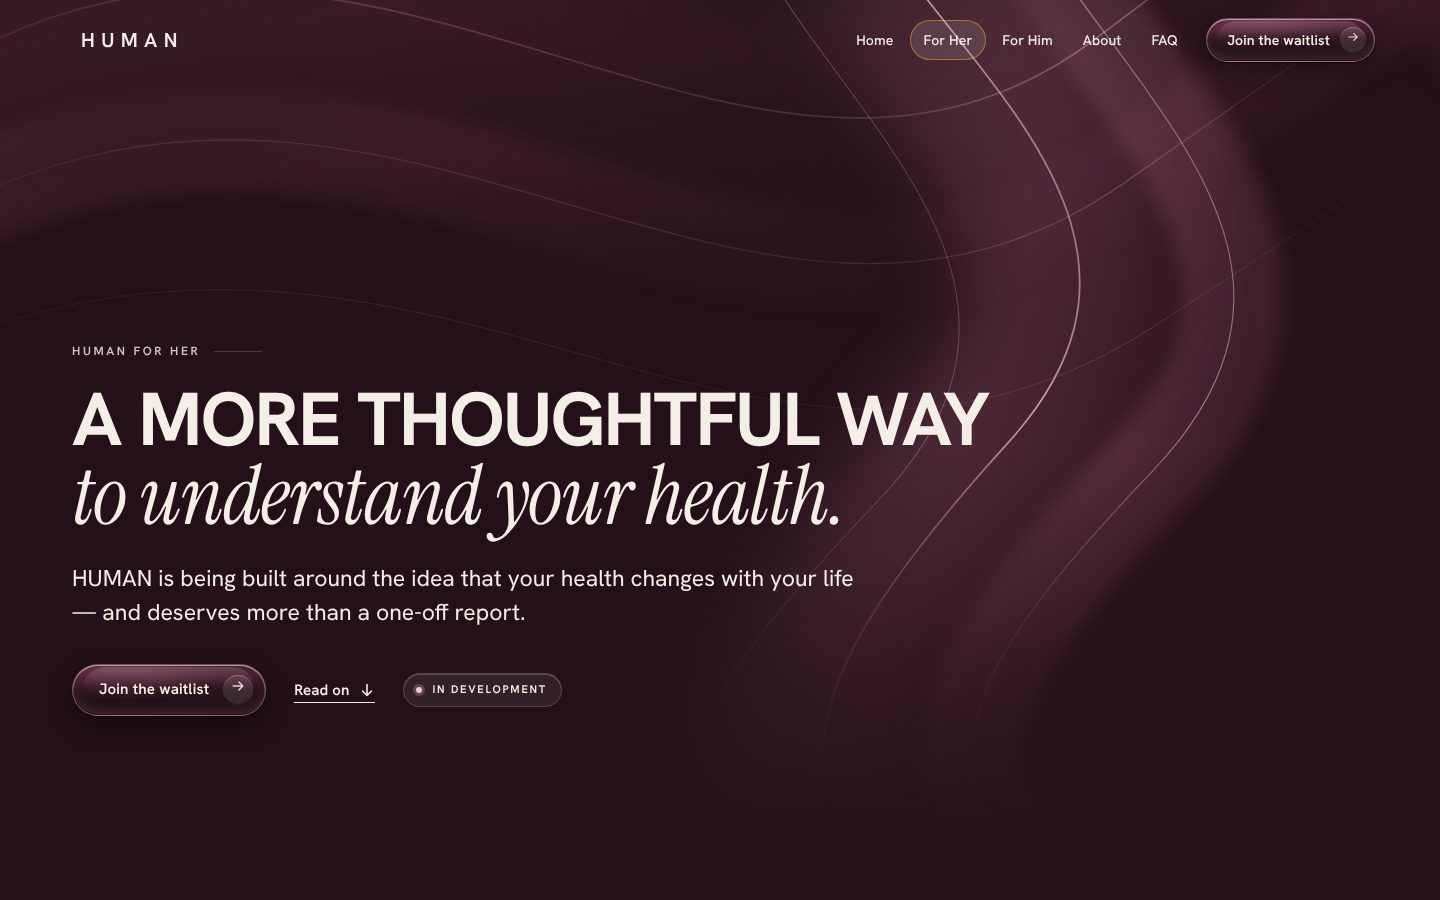 HUMAN
Home
For Her
For Him
About
FAQ
Join the waitlist
HUMAN FOR HER
A MORE THOUGHTFUL WAY
to understand your health.
HUMAN is being built around the idea that your health changes with your life
— and deserves more than a one-off report.
Join the waitlist
Read on
IN DEVELOPMENT